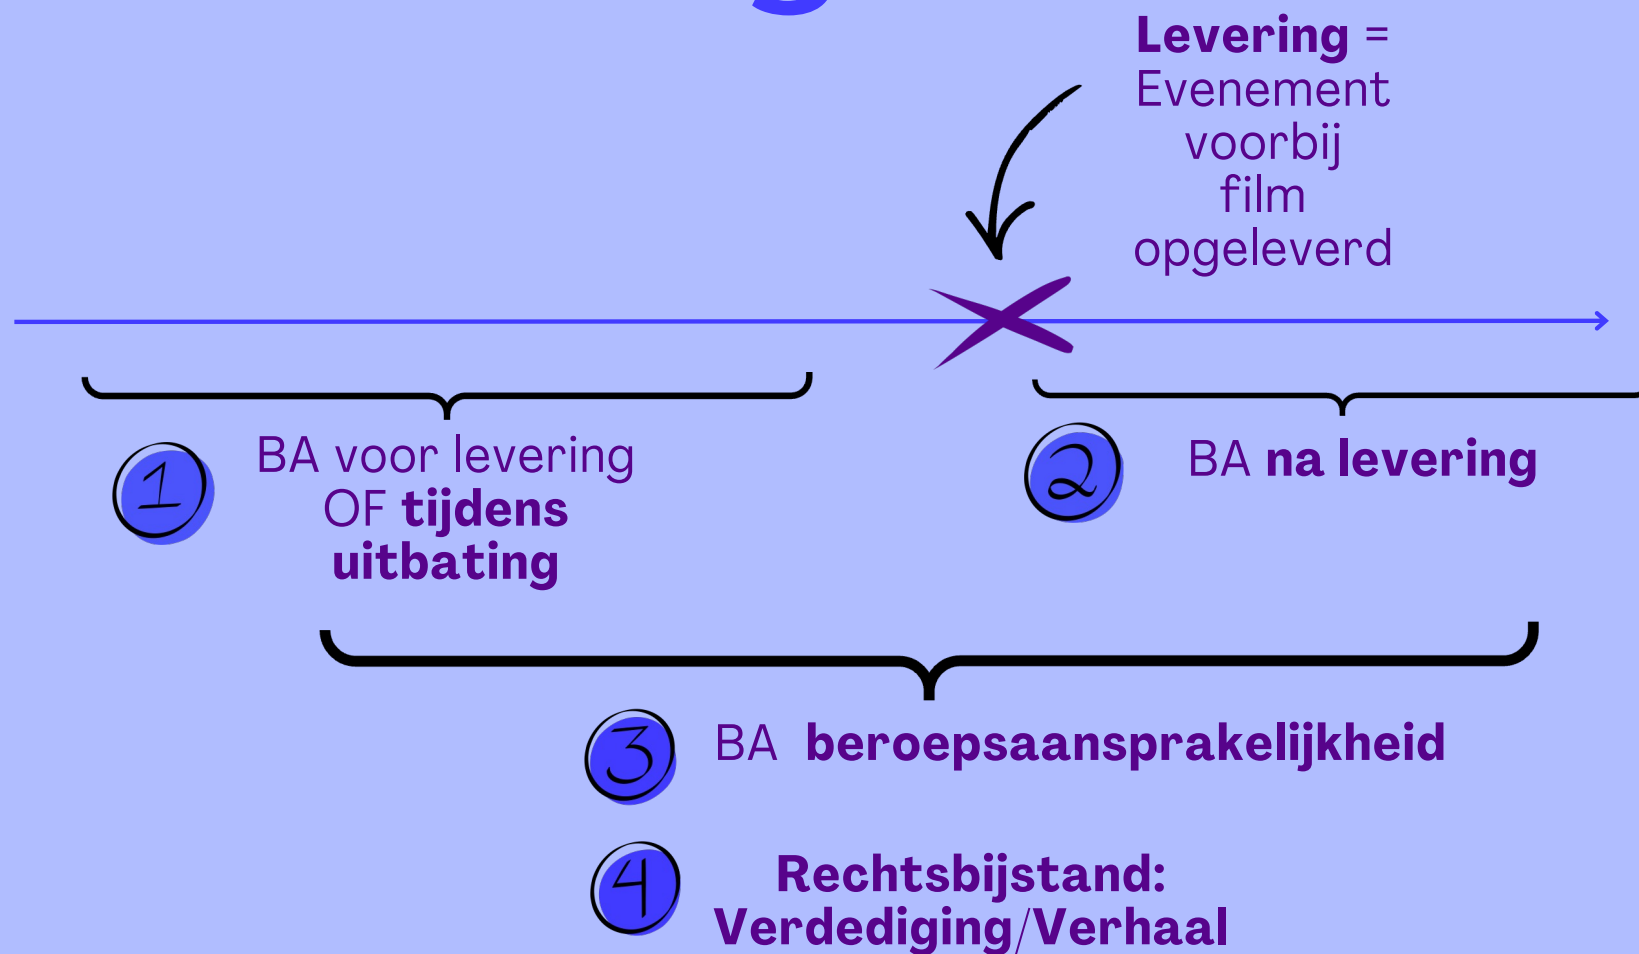 Levering =
Evenement
voorbij
film
opgeleverd
1
BA voor levering
OF tijdens
uitbating
2
BA na levering
3
BA beroepsaansprakelijkheid
4
Rechtsbijstand:
Verdediging/Verhaal